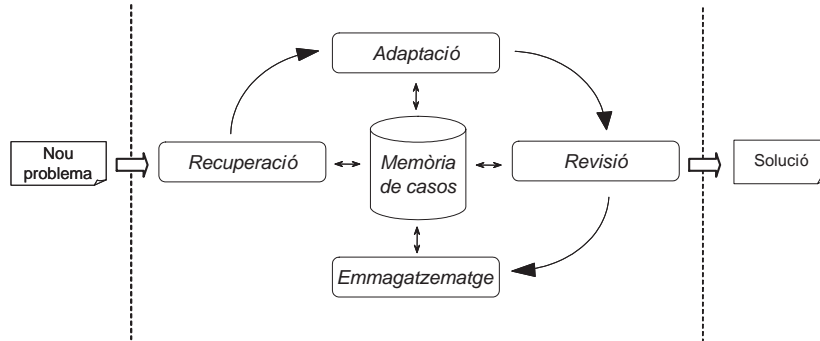 Adaptació
Nou
problema
Recuperació
Memòria
de casos
Revisió
Solució
Emmagatzematge